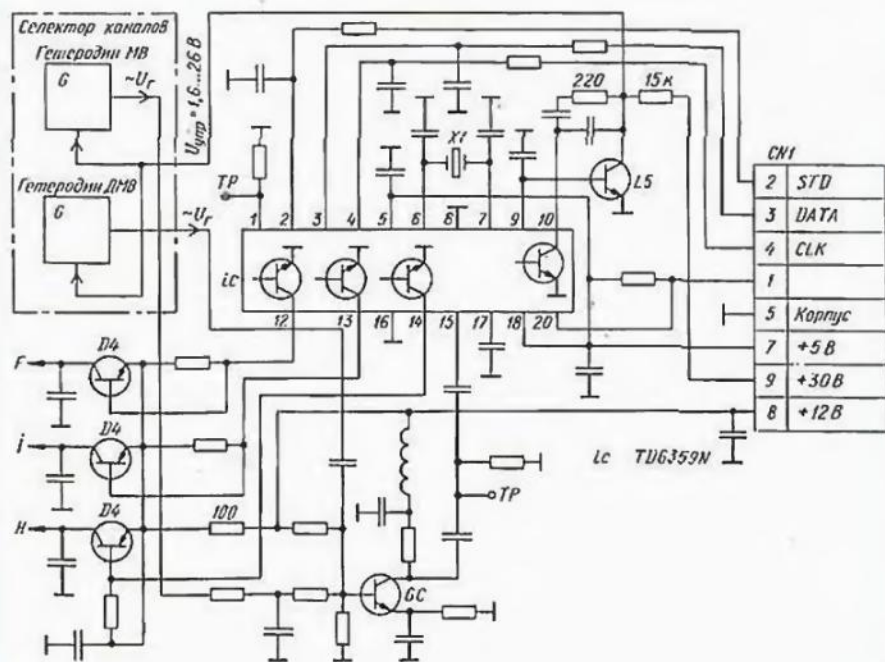 Селектор каналов
Гетеродин МВ
G
~Uг
Uупр = 1,6...26 В
Гетеродин ДМВ
G
~Uг
TP
X1
220
15к
L5
1 2 3 4 5 6 8 7 9 10
iC
12 13 16 14 15 17 18 20
CN1
2 STD
3 DATA
4 CLK
1
5 Корпус
7 +5В
9 +30В
8 +12В
F
D4
j
D4
H
D4
100
TP
GC
ic TD6359N